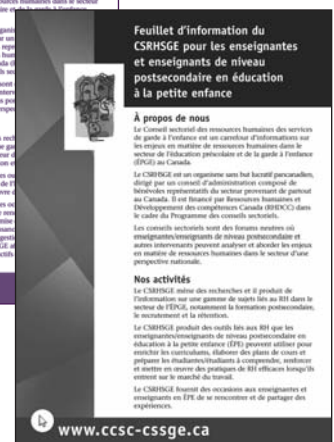 Feuillet d'information du
CSRHSGE pour les enseignantes
et enseignants de niveau
postsecondaire en éducation
à la petite enfance
À propos de nous
Le Conseil sectoriel des ressources humaines des services
de garde à l'enfance est un carrefour d'informations sur
les enjeux en matière de ressources humaines dans le
secteur de l'éducation préscolaire et de la garde à l'enfance
(ÉPGE) au Canada.
Le CSRHSGE est un organisme sans but lucratif pancanadien,
dirigé par un conseil d'administration composé de
bénévoles représentatifs du secteur provenant de partout
au Canada. Il est financé par Ressources humaines et
Développement des compétences Canada (RHDCC) dans
le cadre du Programme des conseils sectoriels.
Les conseils sectoriels sont des forums neutres où
enseignantes/enseignants de niveau postsecondaire et
autres intervenants peuvent analyser et aborder les enjeux
en matière de ressources humaines dans le secteur d'une
perspective nationale.
Nos activités
Le CSRHSGE mène des recherches et il produit de
l'information sur une gamme de sujets liés au RH dans le
secteur de l'ÉPGE, notamment la formation postsecondaire,
le recrutement et la rétention.
Le CSRHSGE produit des outils liés aux RH que les
enseignantes/enseignants de niveau postsecondaire en
éducation à la petite enfance (ÉPE) peuvent utiliser pour
enrichir les curriculums, élaborer des plans de cours et
préparer les étudiantes/étudiants à comprendre, renforcer
et mettre en œuvre des pratiques de RH efficaces lorsqu'ils
entrent sur le marché du travail.
Le CSRHSGE fournit des occasions aux enseignantes et
enseignants en ÉPE de se rencontrer et de partager des
expériences.
www.ccsc-cssge.ca